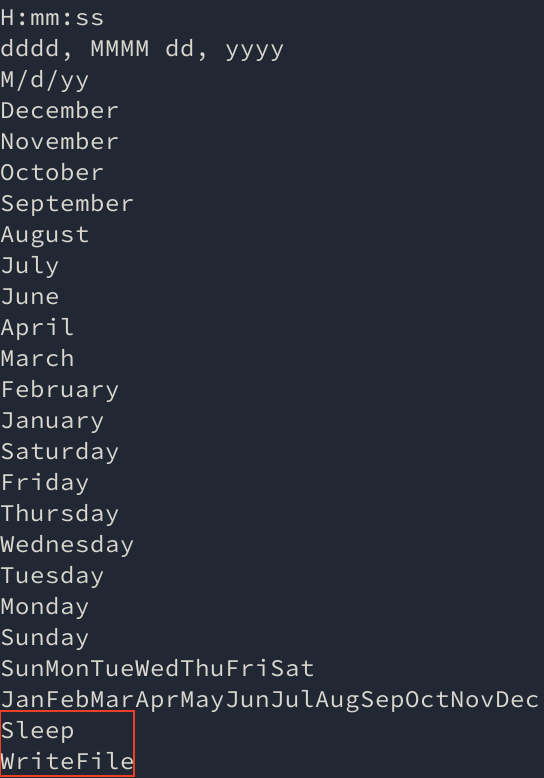 H:mm:ss
dddd, MMMM dd, yyyy
M/d/yy
December
November
October
September
August
July
June
April
March
February
January
Saturday
Friday
Thursday
Wednesday
Tuesday
Monday
Sunday
SunMonTueWedThuFriSat
JanFebMarAprMayJunJulAugSepOctNovDec
Sleep
WriteFile